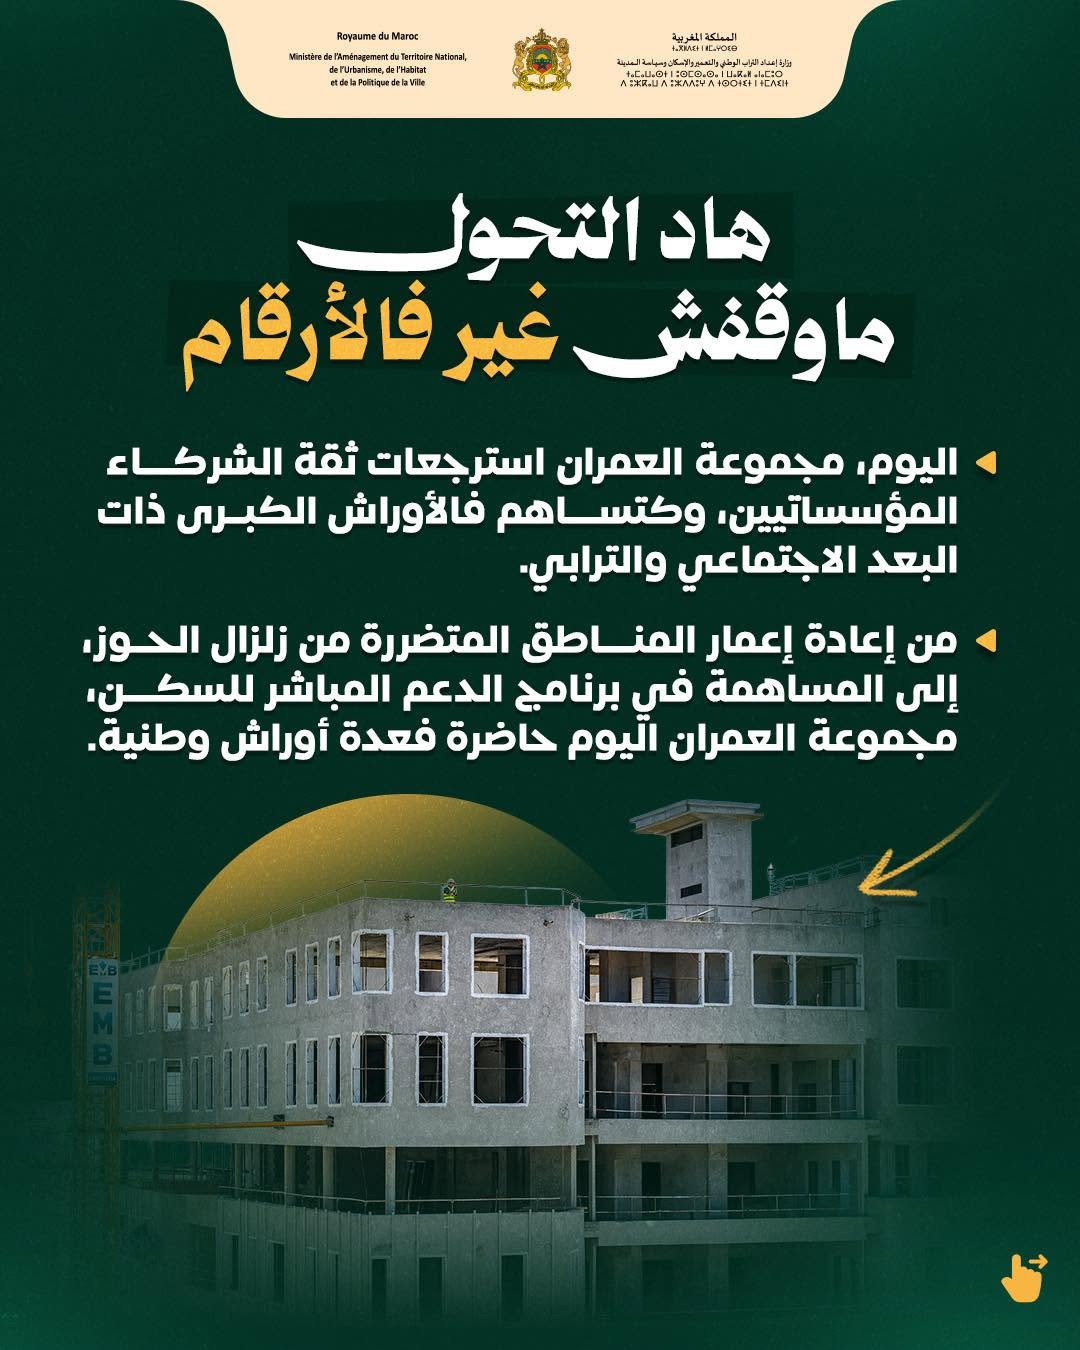 Royaume du Maroc
Ministère de l'Aménagement du Territoire National,
de l'Urbanisme, de l'Habitat
et de la Politique de la Ville
المملكة المغربية
ⵜⴰⴳⵍⴷⵉⵜ ⵏ ⵍⵎⵖⵔⵉⴱ
وزارة إعداد التراب الوطني والتعمير والإسكان وسياسة المدينة
هاد التحول
ماوقفش غير فالأرقام
اليوم، مجموعة العمران استرجعات ثقة الشركاء
المؤسساتيين، وكتساهم فالأوراش الكبرى ذات
البعد الاجتماعي والترابي.
من إعادة إعمار المناطق المتضررة من زلزال الحوز،
إلى المساهمة في برنامج الدعم المباشر للسكن،
مجموعة العمران اليوم حاضرة فعدة أوراش وطنية.
EMB
EMB